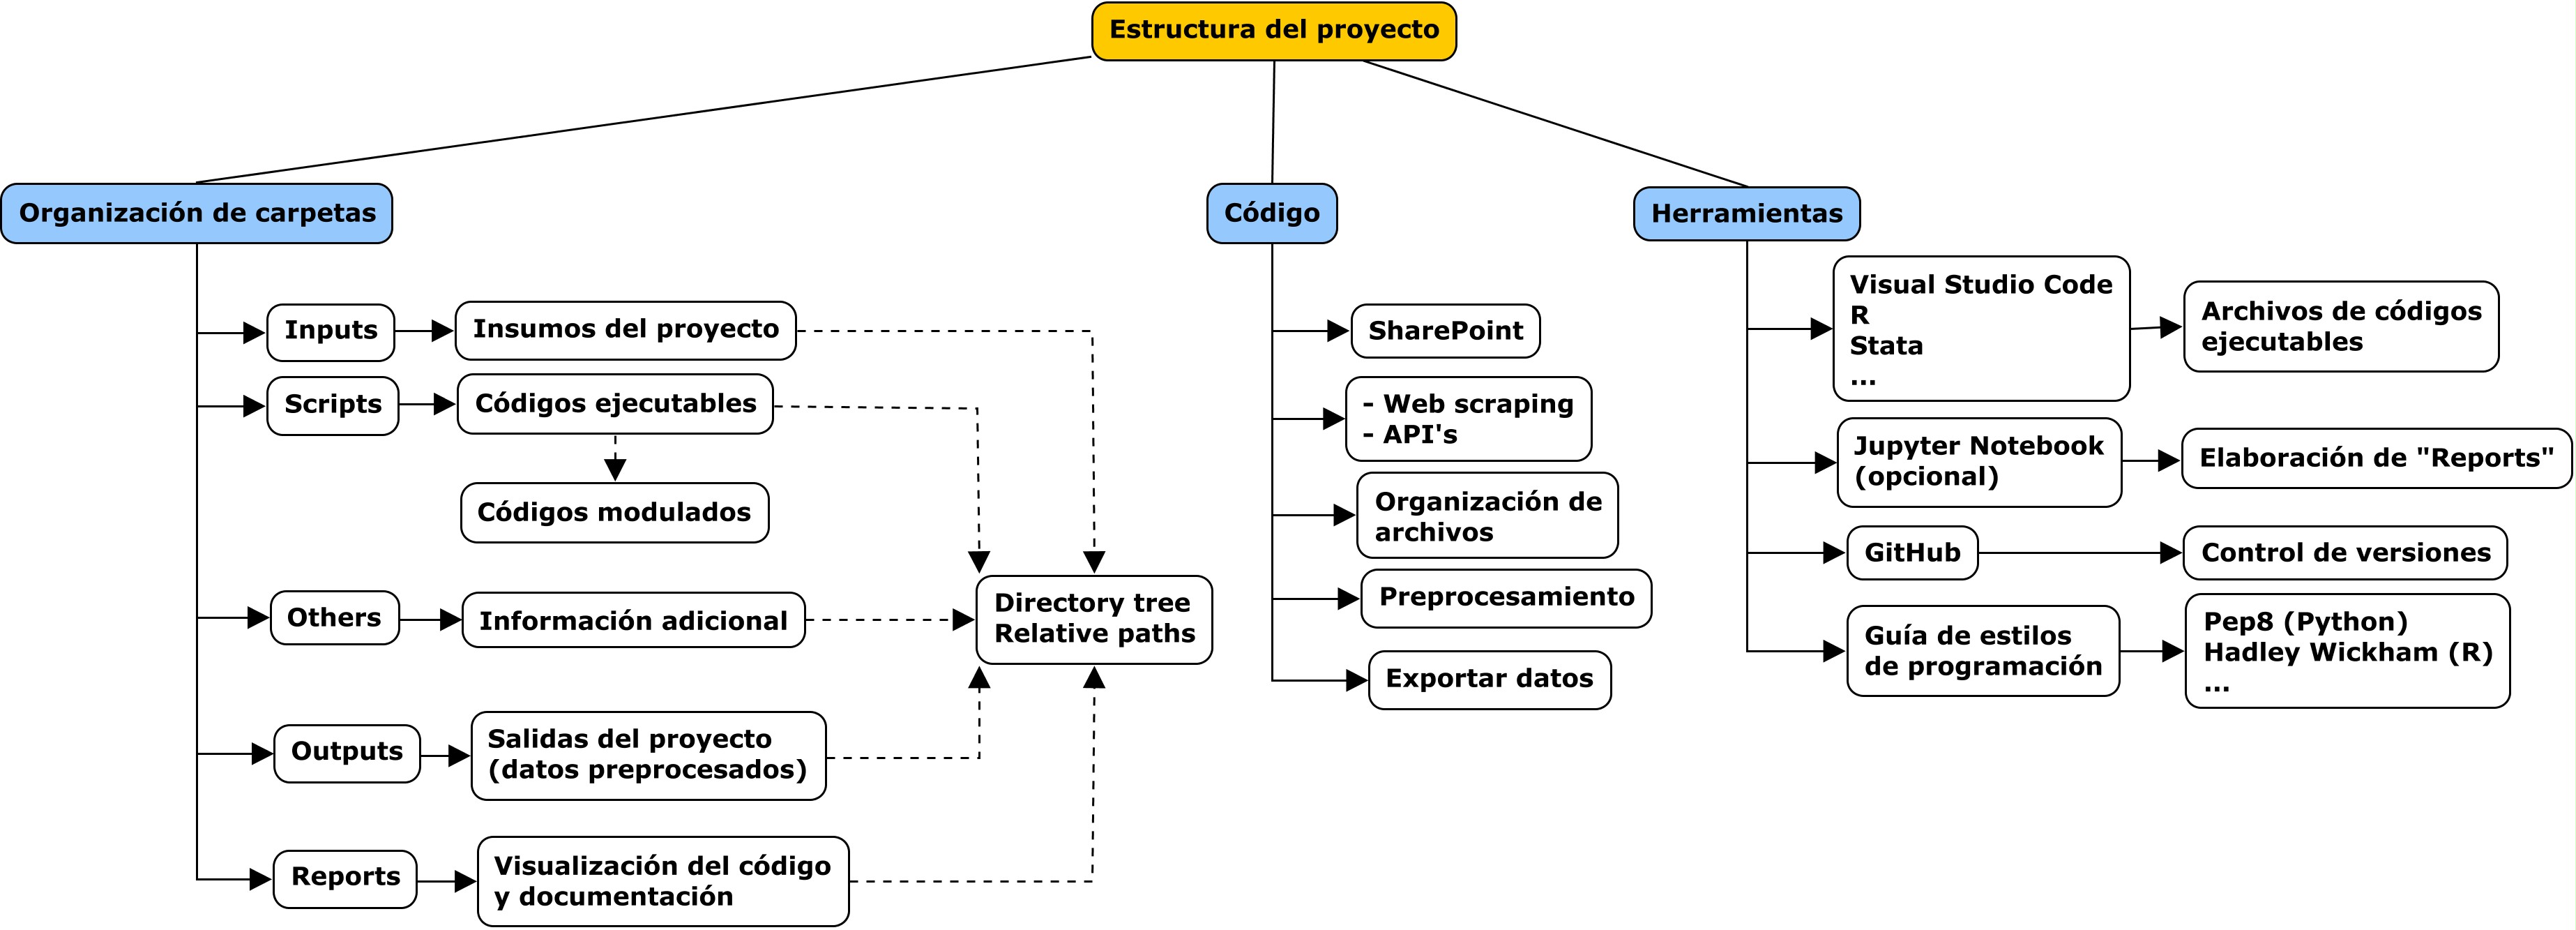 Estructura del proyecto
Organización de carpetas
Inputs
Insumos del proyecto
Scripts
Códigos ejecutables
Códigos modulados
Others
Información adicional
Outputs
Salidas del proyecto
(datos preprocesados)
Reports
Visualización del código
y documentación
Directory tree
Relative paths
Código
SharePoint
- Web scraping
- API's
Organización de
archivos
Preprocesamiento
Exportar datos
Herramientas
Visual Studio Code
R
Stata
...
Archivos de códigos
ejecutables
Jupyter Notebook
(opcional)
Elaboración de "Reports"
GitHub
Control de versiones
Guía de estilos
de programación
Pep8 (Python)
Hadley Wickham (R)
...